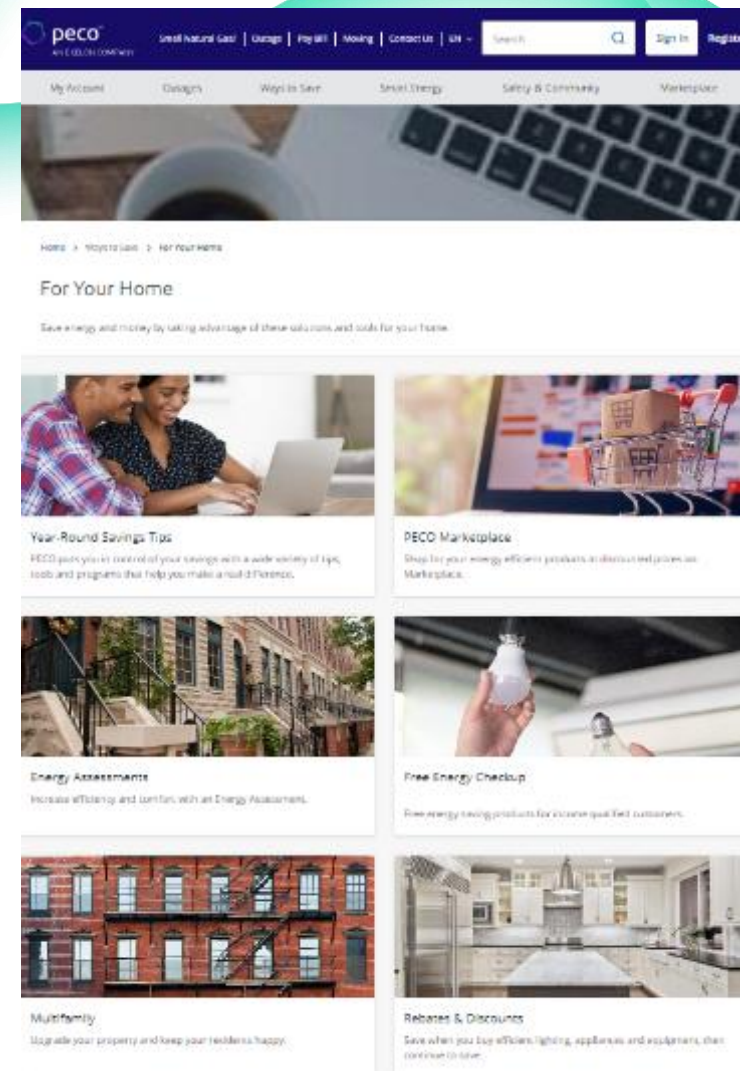 peco
AN EXELON COMPANY
Smell Natural Gas? | Outage | Pay Bill | Moving | Contact Us | EN
Search
Sign In
Register
My Account
Outages
Ways to Save
Smart Energy
Safety & Community
Marketplace
Home > Ways to Save > For Your Home
For Your Home
Save energy and money by taking advantage of these solutions and tools for your home.
Year-Round Savings Tips
PECO puts you in control of your savings with a wide variety of tips,
tools and programs that help you make a real difference.
PECO Marketplace
Shop for your energy efficient products at discounted prices on
Marketplace.
Energy Assessments
Increase efficiency and comfort with an Energy Assessment.
Free Energy Checkup
Free energy saving products for income qualified customers.
Multifamily
Upgrade your property and keep your residents happy.
Rebates & Discounts
Save when you buy efficient lighting, appliances and equipment, then
continue to save